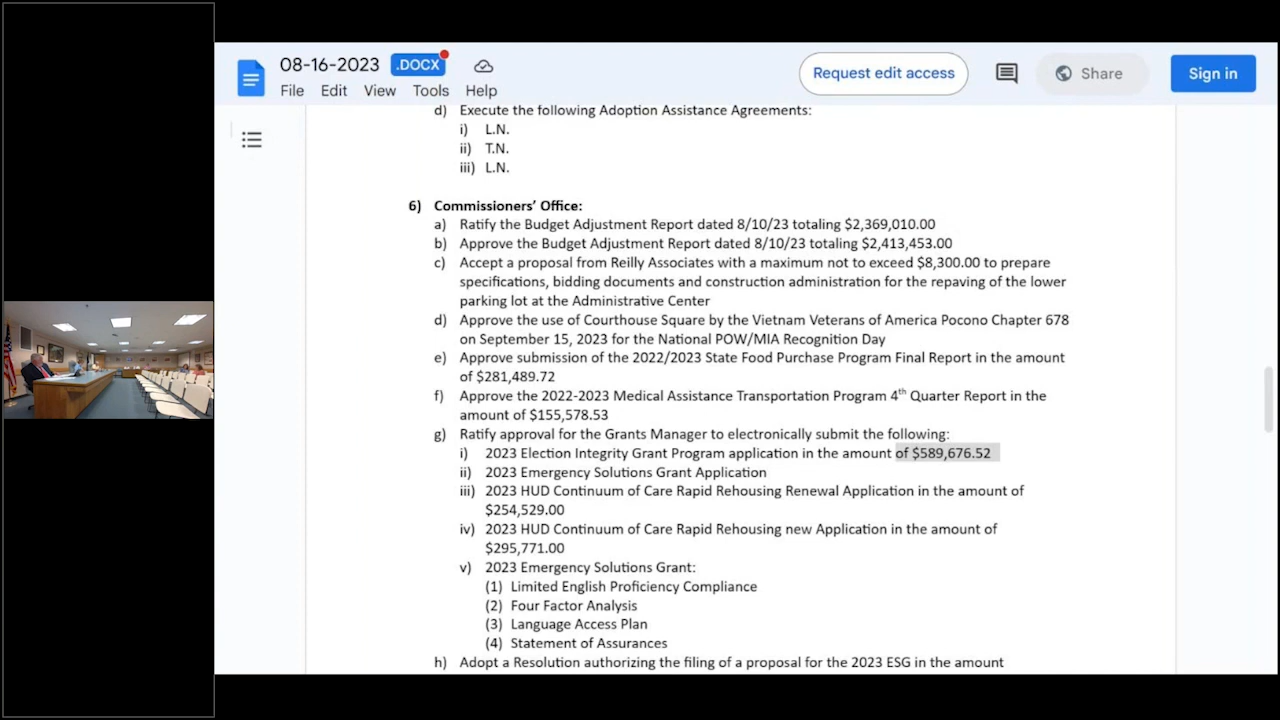 08-16-2023 .DOCX
File Edit View Tools Help
Request edit access
Share
Sign in
d) Execute the following Adoption Assistance Agreements:
i) L.N.
ii) T.N.
iii) L.N.
6) Commissioners' Office:
a) Ratify the Budget Adjustment Report dated 8/10/23 totaling $2,369,010.00
b) Approve the Budget Adjustment Report dated 8/10/23 totaling $2,413,453.00
c) Accept a proposal from Reilly Associates with a maximum not to exceed $8,300.00 to prepare
specifications, bidding documents and construction administration for the repaving of the lower
parking lot at the Administrative Center
d) Approve the use of Courthouse Square by the Vietnam Veterans of America Pocono Chapter 678
on September 15, 2023 for the National POW/MIA Recognition Day
e) Approve submission of the 2022/2023 State Food Purchase Program Final Report in the amount
of $281,489.72
f) Approve the 2022-2023 Medical Assistance Transportation Program 4th Quarter Report in the
amount of $155,578.53
g) Ratify approval for the Grants Manager to electronically submit the following:
i) 2023 Election Integrity Grant Program application in the amount of $589,676.52
ii) 2023 Emergency Solutions Grant Application
iii) 2023 HUD Continuum of Care Rapid Rehousing Renewal Application in the amount of
$254,529.00
iv) 2023 HUD Continuum of Care Rapid Rehousing new Application in the amount of
$295,771.00
v) 2023 Emergency Solutions Grant:
(1) Limited English Proficiency Compliance
(2) Four Factor Analysis
(3) Language Access Plan
(4) Statement of Assurances
h) Adopt a Resolution authorizing the filing of a proposal for the 2023 ESG in the amount